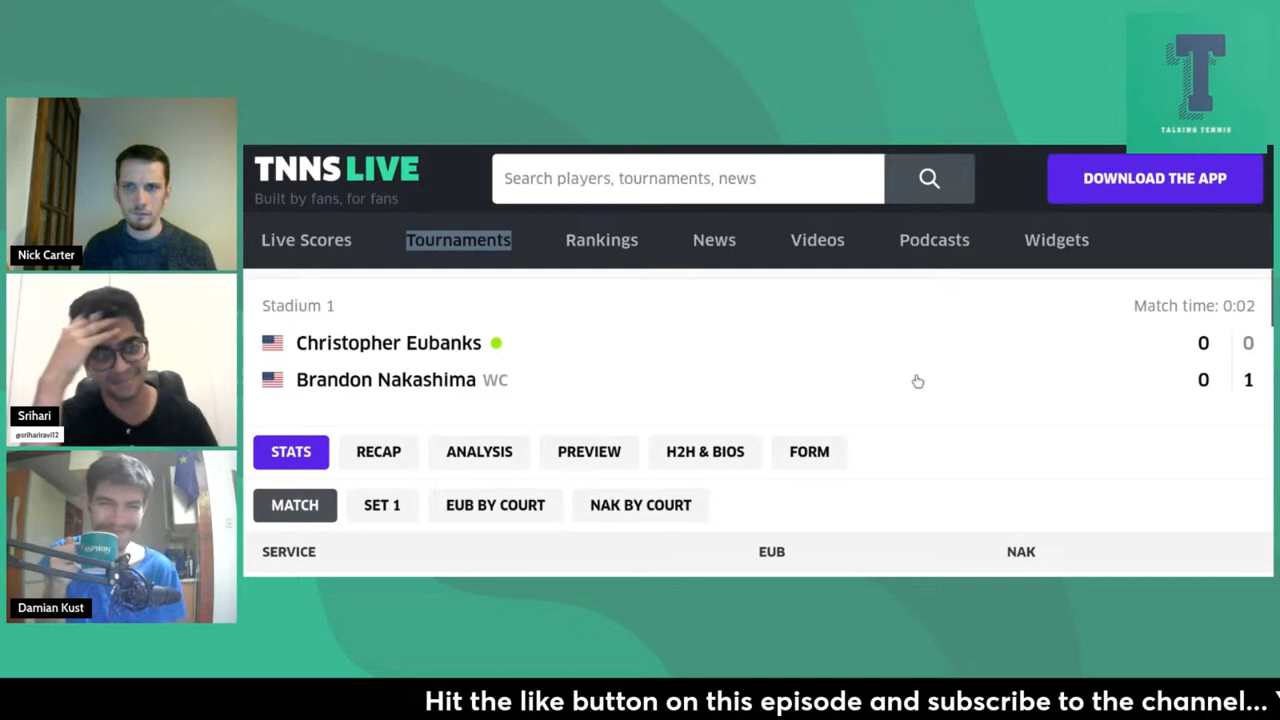 T
TALKING TENNIS
Nick Carter
Srihari
@srihariravi12
Damian Kust
TNNS LIVE
Built by fans, for fans
Search players, tournaments, news
DOWNLOAD THE APP
Live Scores Tournaments Rankings News Videos Podcasts Widgets
Stadium 1 Match time: 0:02
Christopher Eubanks 0 0
Brandon Nakashima WC 0 1
STATS RECAP ANALYSIS PREVIEW H2H & BIOS FORM
MATCH SET 1 EUB BY COURT NAK BY COURT
SERVICE EUB NAK
Hit the like button on this episode and subscribe to the channel...